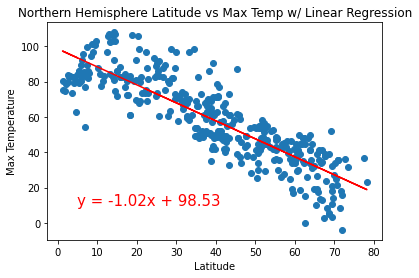 Northern Hemisphere Latitude vs Max Temp w/ Linear Regression
100
80
60
40
20
0
Max Temperature
y = -1.02x + 98.53
0 10 20 30 40 50 60 70 80
Latitude